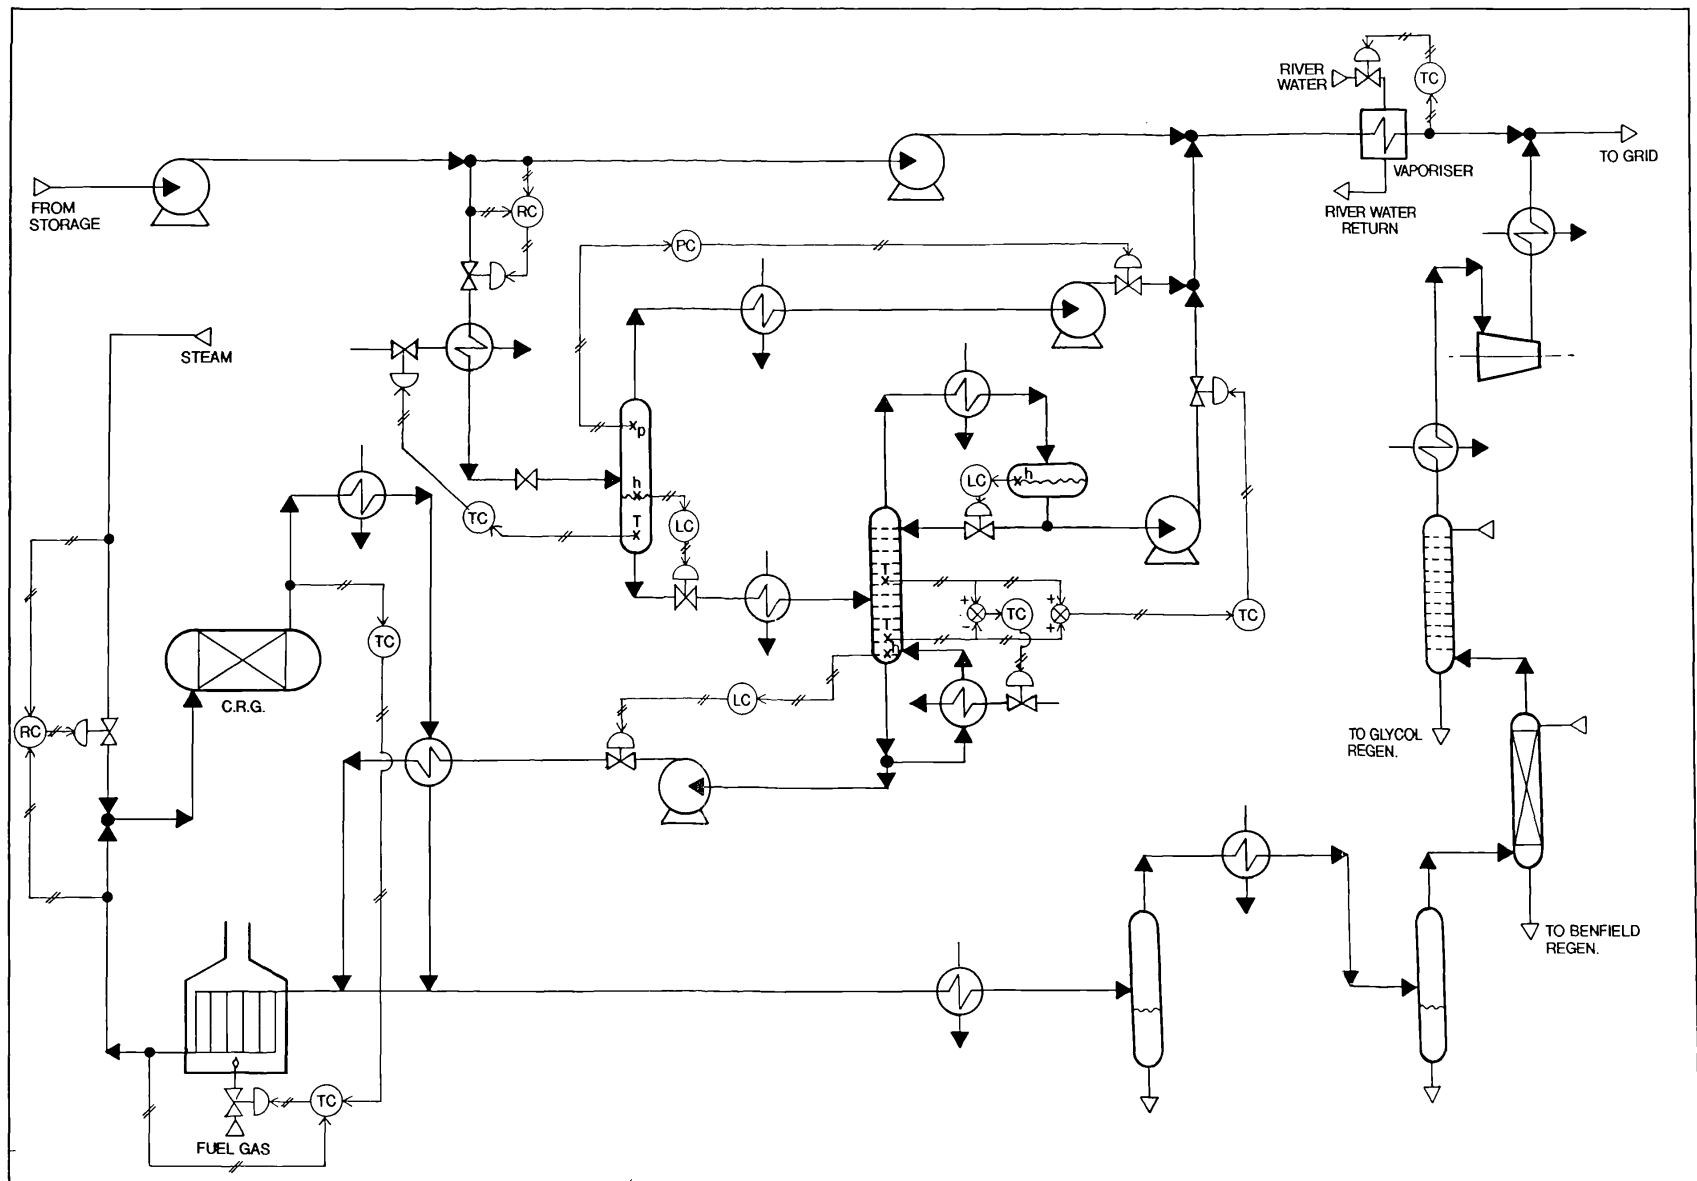 RIVER
WATER
TC
TO GRID
VAPORISER
FROM
STORAGE
RC
RIVER WATER
RETURN
PC
STEAM
p
h
LC
h
T
TC
LC
T
+
-
TC
+
+
TC
T
h
TC
C.R.G.
LC
RC
TO GLYCOL
REGEN.
TO BENFIELD
REGEN.
TC
FUEL GAS